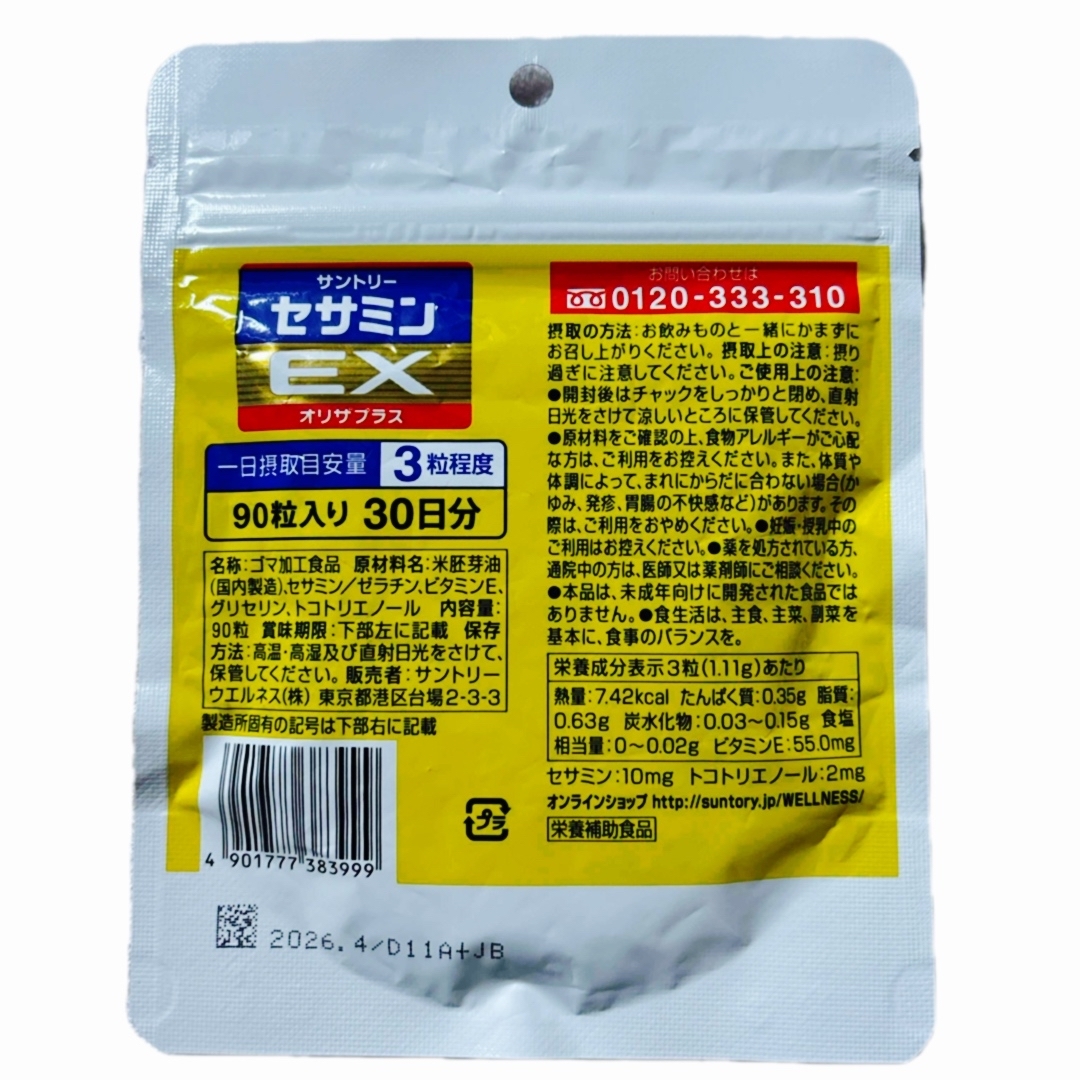 サントリー
セサミン
EX
オリザプラス
一日摂取目安量 3粒程度
90粒入り 30日分
名称:ゴマ加工食品 原材料名:米胚芽油
(国内製造)、セサミン/ゼラチン、ビタミンE、
グリセリン、トコトリエノール 内容量:
90粒 賞味期限:下部左に記載 保存
方法:高温・高湿及び直射日光をさけて、
保管してください。販売者:サントリー
ウエルネス(株) 東京都港区台場2-3-3
製造所固有の記号は下部右に記載
4 901777 383999
プラ
2026.4/D11A+JB
お問い合わせは
0120-333-310
摂取の方法:お飲みものと一緒にかまずに
お召し上がりください。摂取上の注意:摂り
過ぎに注意してください。ご使用上の注意:
●開封後はチャックをしっかりと閉め、直射
日光をさけて涼しいところに保管してください。
●原材料をご確認の上、食物アレルギーがご心配
な方は、ご利用をお控えください。また、体質や
体調によって、まれにからだに合わない場合(か
ゆみ、発疹、胃腸の不快感など)があります。その
際は、ご利用をおやめください。●妊娠・授乳中の
ご利用はお控えください。●薬を処方されている方、
通院中の方は、医師又は薬剤師にご相談ください。
●本品は、未成年向けに開発された食品では
ありません。●食生活は、主食、主菜、副菜を
基本に、食事のバランスを。
栄養成分表示3粒(1.11g)あたり
熱量:7.42kcal たんぱく質:0.35g 脂質:
0.63g 炭水化物:0.03~0.15g 食塩
相当量:0~0.02g ビタミンE:55.0mg
セサミン:10mg トコトリエノール:2mg
オンラインショップ http://suntory.jp/WELLNESS/
栄養補助食品